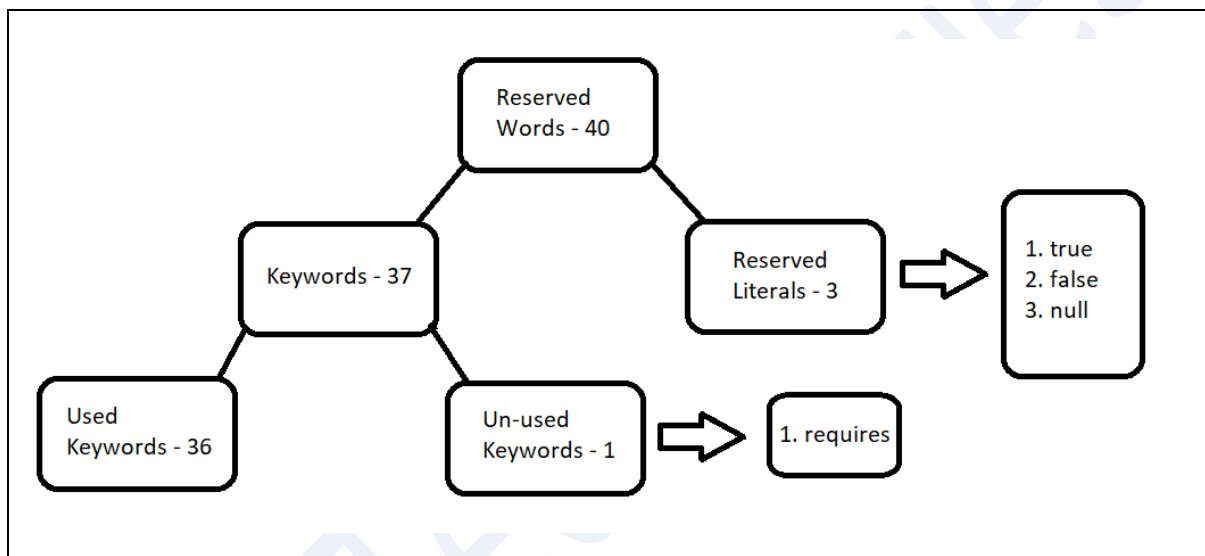 Reserved
Words - 40
Keywords - 37
Reserved
Literals - 3
1. true
2. false
3. null
Used
Keywords - 36
Un-used
Keywords - 1
1. requires